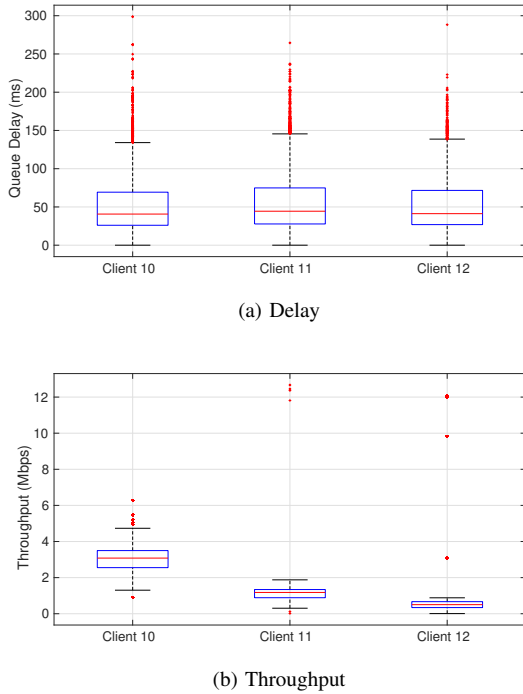 300
250
200
150
100
50
0
Queue Delay (ms)
Client 10 Client 11 Client 12
(a) Delay
12
10
8
6
4
2
0
Throughput (Mbps)
Client 10 Client 11 Client 12
(b) Throughput